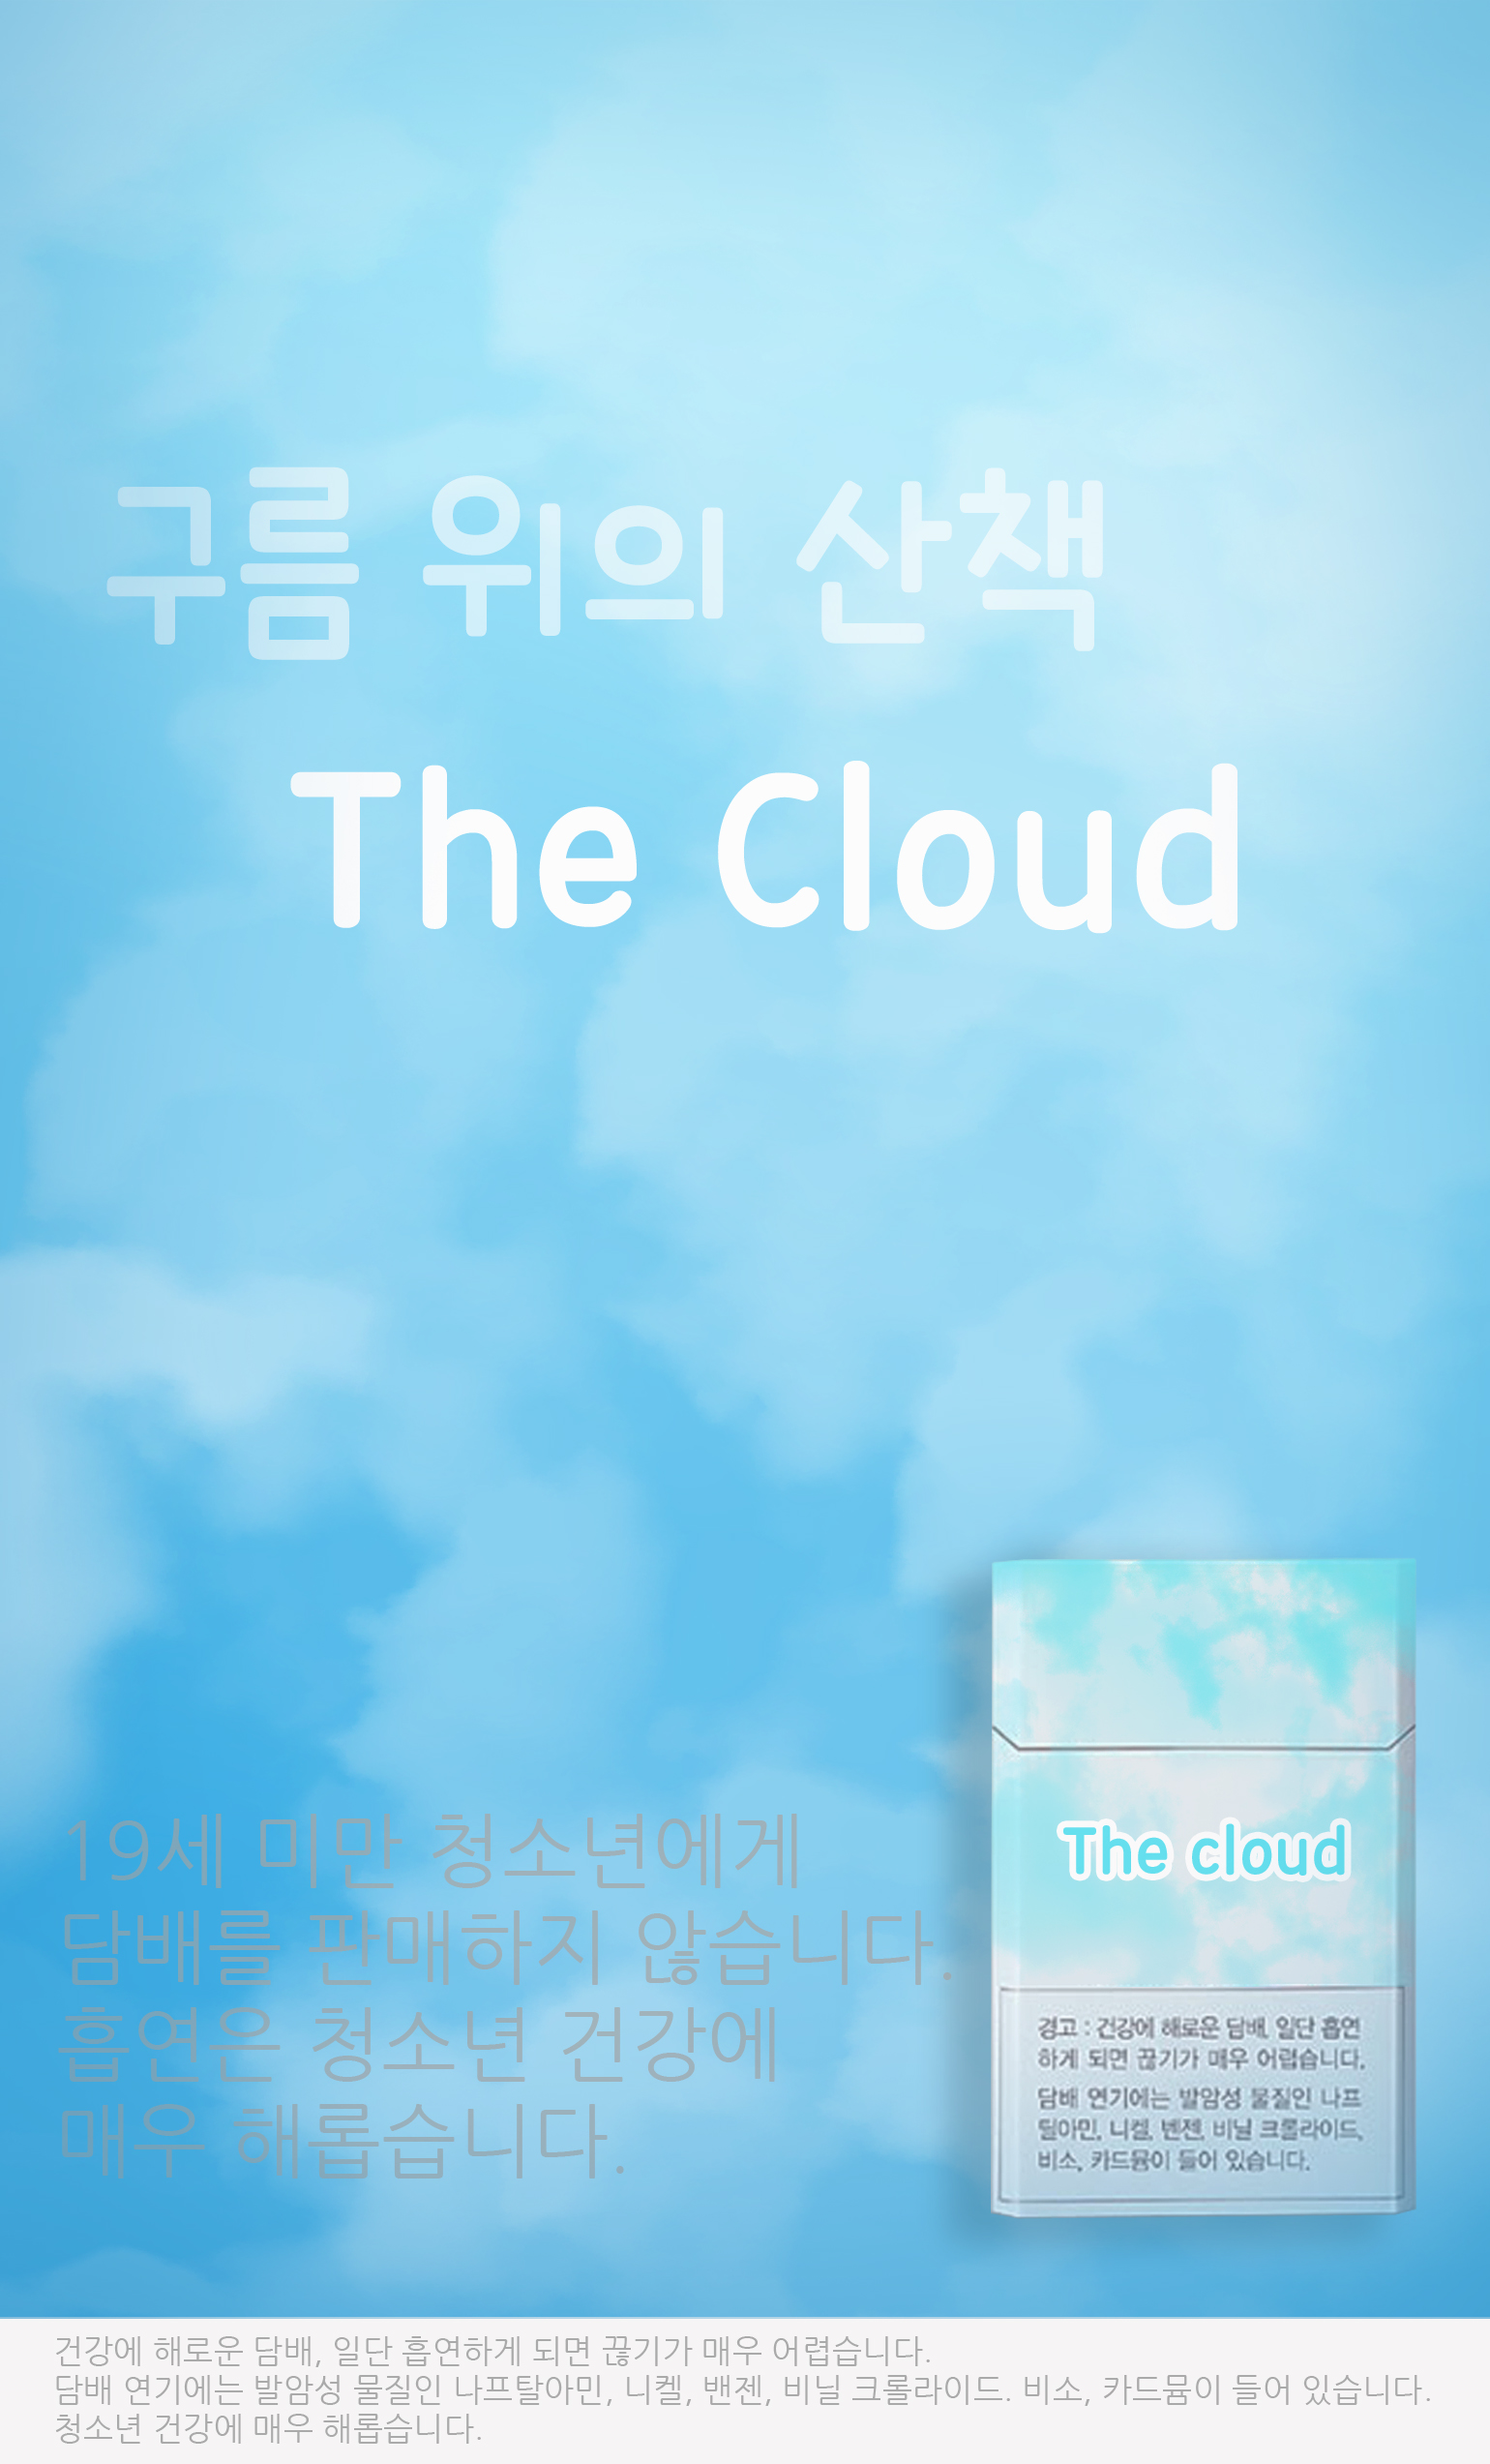 구름 위의 산책
The Cloud
19세 미만 청소년에게
담배를 판매하지 않습니다.
흡연은 청소년 건강에
매우 해롭습니다.
The cloud
경고 : 건강에 해로운 담배, 일단 흡연
하게 되면 끊기가 매우 어렵습니다.
담배 연기에는 발암성 물질인 나프
틸아민, 니켈, 벤젠, 비닐 크롤라이드,
비소, 카드뮴이 들어 있습니다.
건강에 해로운 담배, 일단 흡연하게 되면 끊기가 매우 어렵습니다.
담배 연기에는 발암성 물질인 나프탈아민, 니켈, 밴젠, 비닐 크롤라이드. 비소, 카드뮴이 들어 있습니다.
청소년 건강에 매우 해롭습니다.